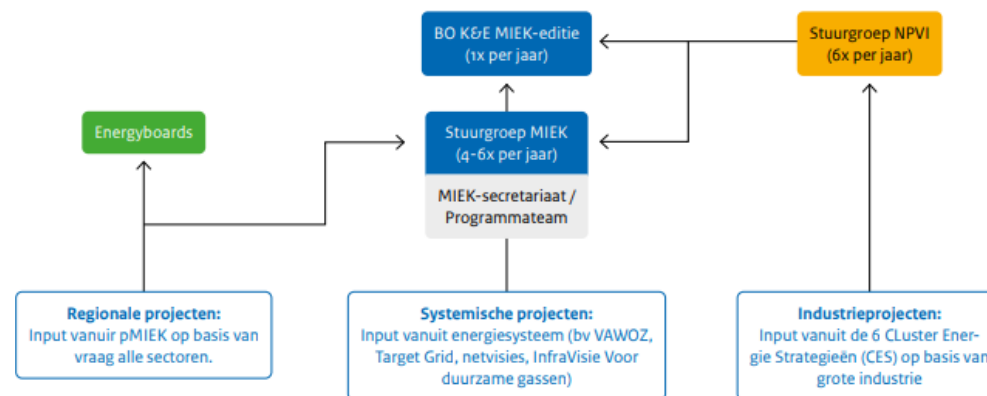 BO K&E MIEK-editie
(1x per jaar)
Stuurgroep NPVI
(6x per jaar)
Energyboards
Stuurgroep MIEK
(4-6x per jaar)
MIEK-secretariaat /
Programmateam
Regionale projecten:
Input vanuir pMIEK op basis van
vraag alle sectoren.
Systemische projecten:
Input vanuit energiesysteem (bv VAWOZ,
Target Grid, netvisies, InfraVisie Voor
duurzame gassen)
Industrieprojecten:
Input vanuit de 6 CLuster Ener-
gie Strategieën (CES) op basis van
grote industrie